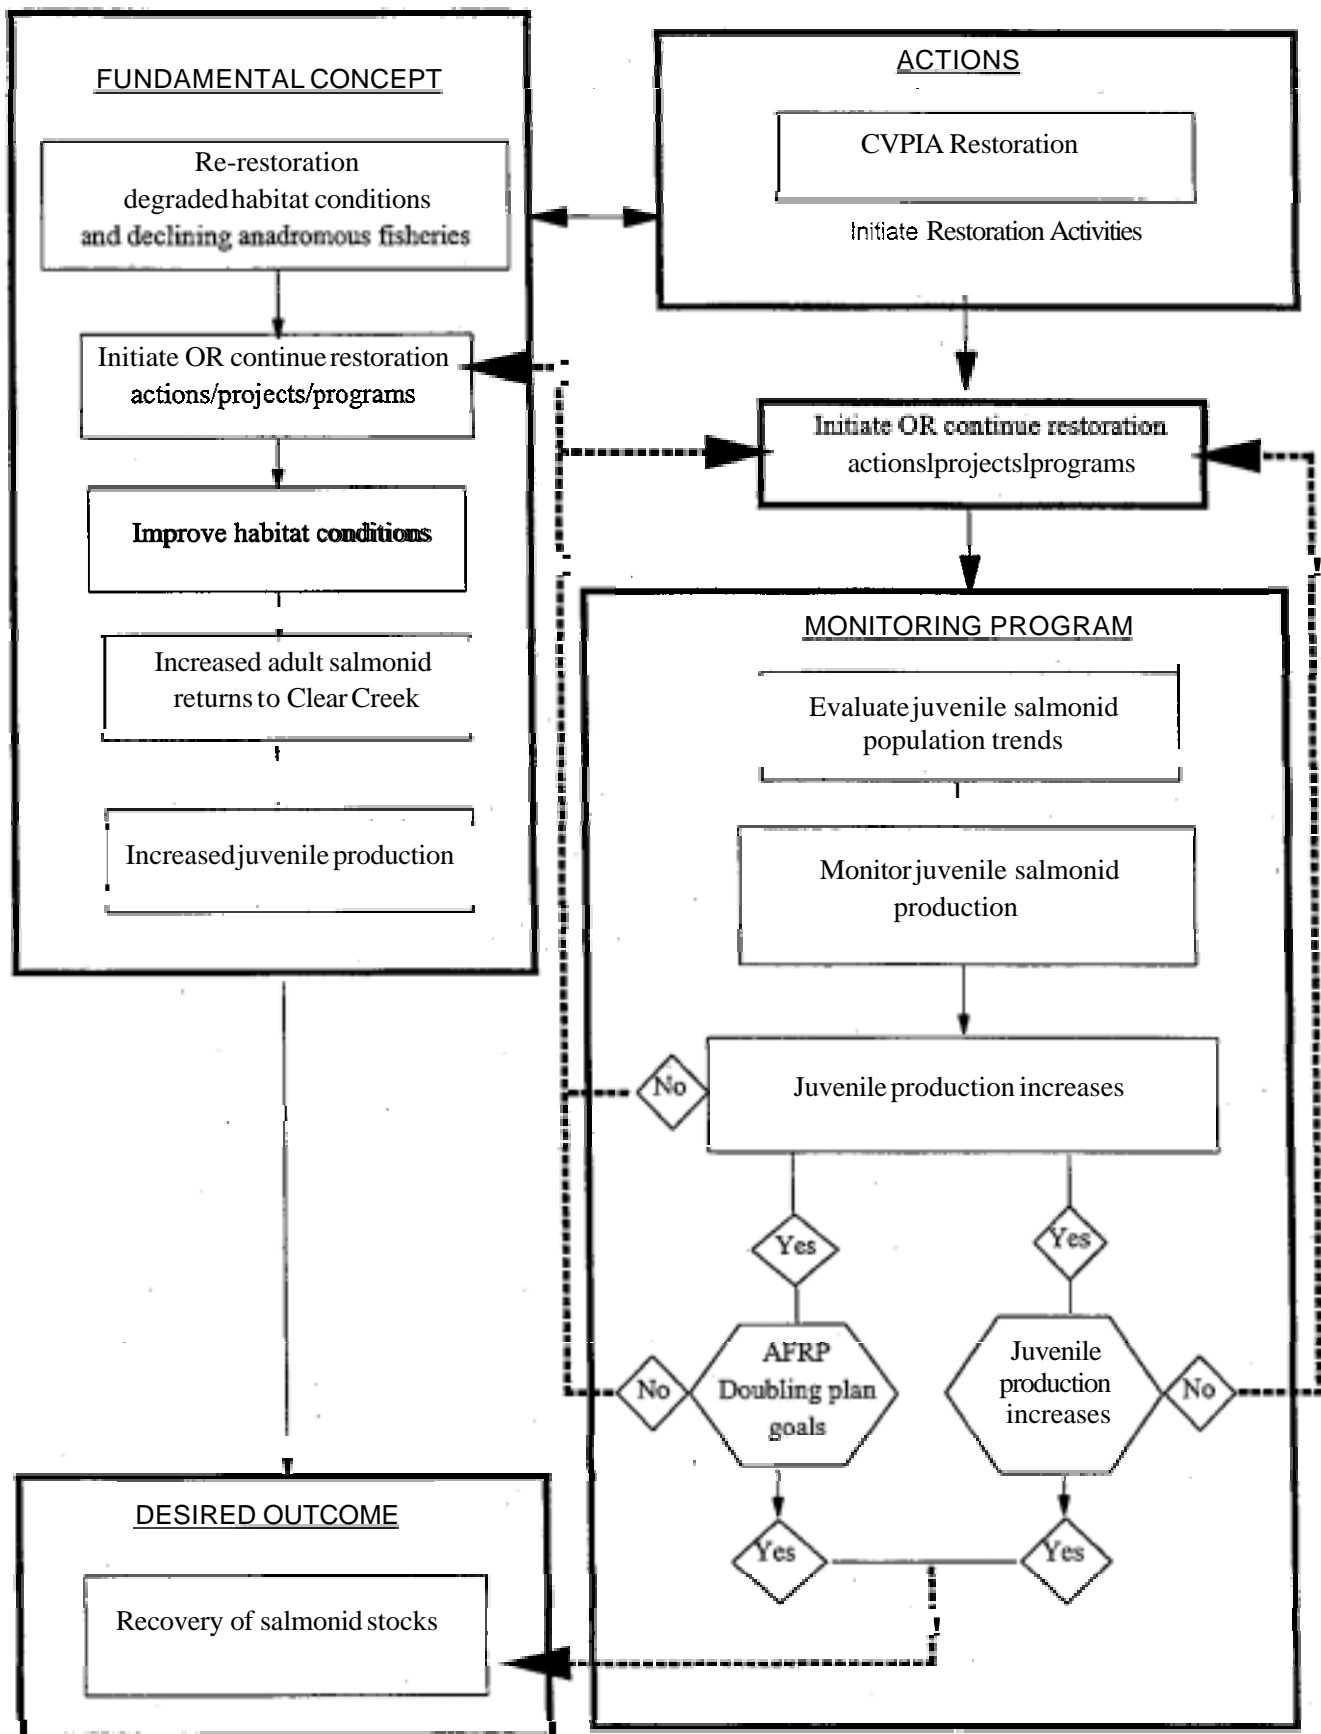 FUNDAMENTAL CONCEPT
Re-restoration
degraded habitat conditions
and declining anadromous fisheries
Initiate OR continue restoration
actions/projects/programs
Improve habitat conditions
Increased adult salmonid
returns to Clear Creek
Increased juvenile production
ACTIONS
CVPIA Restoration
Initiate Restoration Activities
Initiate OR continue restoration
actionslprojectslprograms
MONITORING PROGRAM
Evaluate juvenile salmonid
population trends
Monitor juvenile salmonid
production
No
Juvenile production increases
Yes
Yes
No
AFRP
Doubling plan
goals
Juvenile
production
increases
No
Yes
Yes
DESIRED OUTCOME
Recovery of salmonid stocks